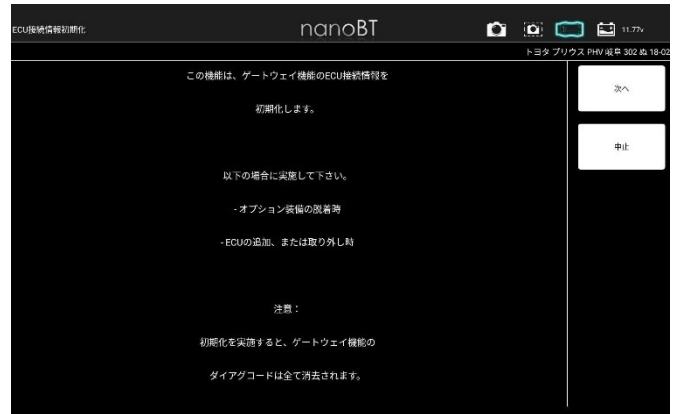 ECU接続情報初期化
nanoBT
11.77v
トヨタ プリウス PHV 岐阜 302 ぬ 18-02
この機能は、ゲートウェイ機能のECU接続情報を
初期化します。
次へ
中止
以下の場合に実施して下さい。
- オプション装備の脱着時
- ECUの追加、または取り外し時
注意：
初期化を実施すると、ゲートウェイ機能の
ダイアグコードは全て消去されます。